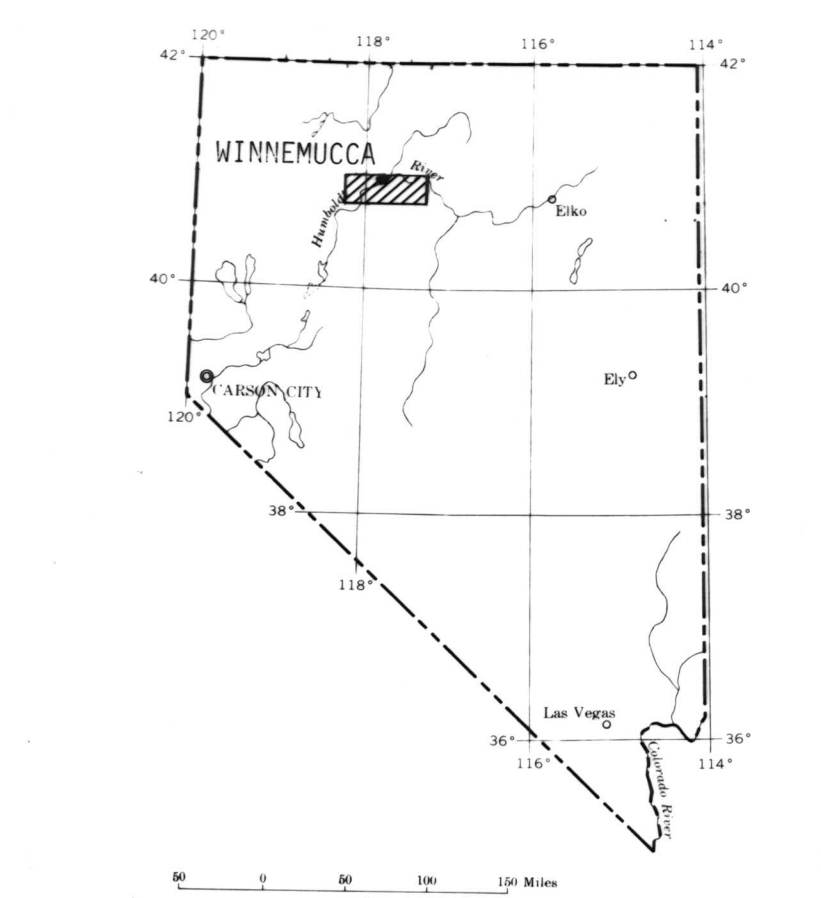 120°
118°
116°
114°
42°
42°
WINNEMUCCA
Humboldt River
Elko
40°
40°
Ely
CARSON CITY
120°
38°
38°
118°
Las Vegas
36°
36°
116°
114°
Colorado River
50 0 50 100 150 Miles